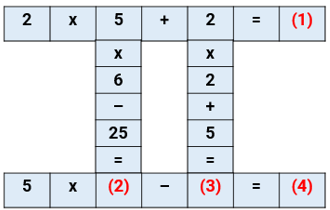 2 x 5 + 2 = (1)
x x
6 2
– +
25 5
= =
5 x (2) – (3) = (4)